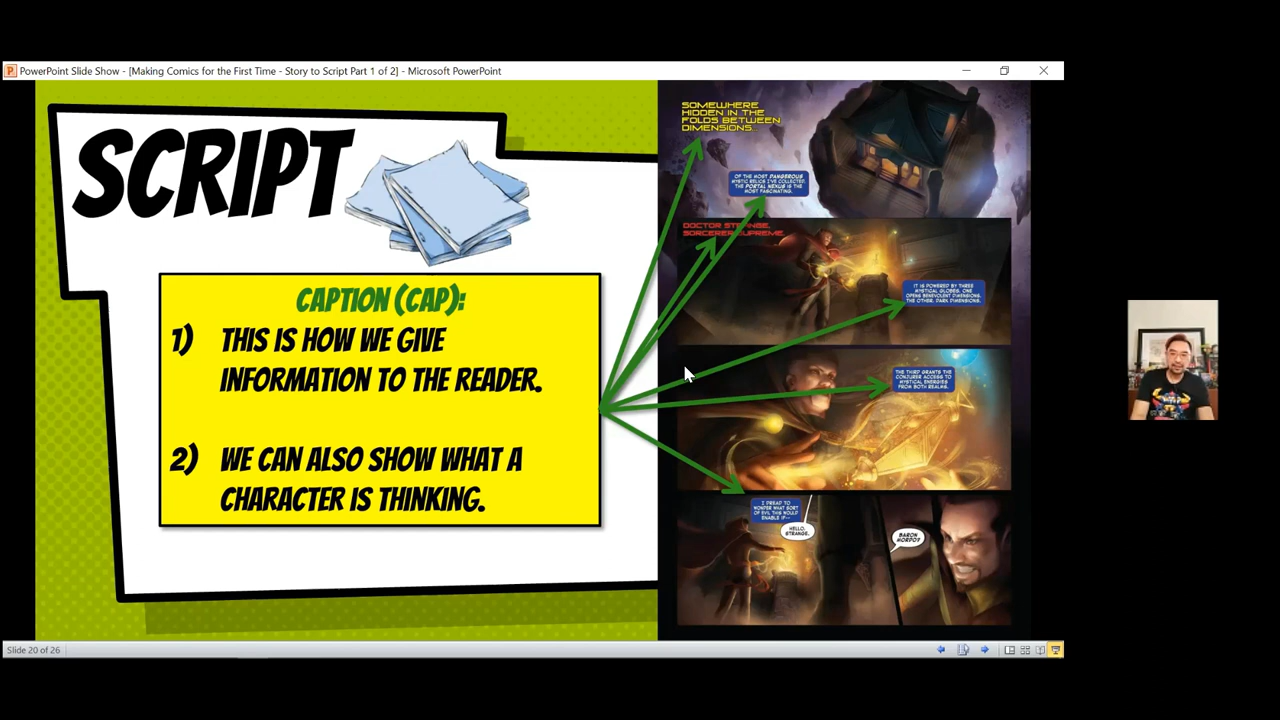 PowerPoint Slide Show - [Making Comics for the First Time - Story to Script Part 1 of 2] - Microsoft PowerPoint
SCRIPT
CAPTION (CAP):
1) THIS IS HOW WE GIVE
INFORMATION TO THE READER.
2) WE CAN ALSO SHOW WHAT A
CHARACTER IS THINKING.
SOMEWHERE
HIDDEN IN THE
FOLDS BETWEEN
DIMENSIONS...
OF THE MOST DANGEROUS
MYSTIC RELICS I'VE COLLECTED,
THE PORTAL NEXUS IS THE
MOST FASCINATING.
DOCTOR STRANGE,
SORCERER SUPREME.
IT IS POWERED BY THREE
MYSTICAL GLOBES. ONE
OPENS BENEVOLENT DIMENSIONS,
THE OTHER, DARK DIMENSIONS.
THE THIRD GRANTS THE
CONJURER ACCESS TO
MYSTICAL ENERGIES
FROM BOTH REALMS.
I DREAD TO
WONDER WHAT SORT
OF EVIL THIS WOULD
ENABLE IF--
HELLO,
STRANGE.
BARON
MORDO?
Slide 20 of 26